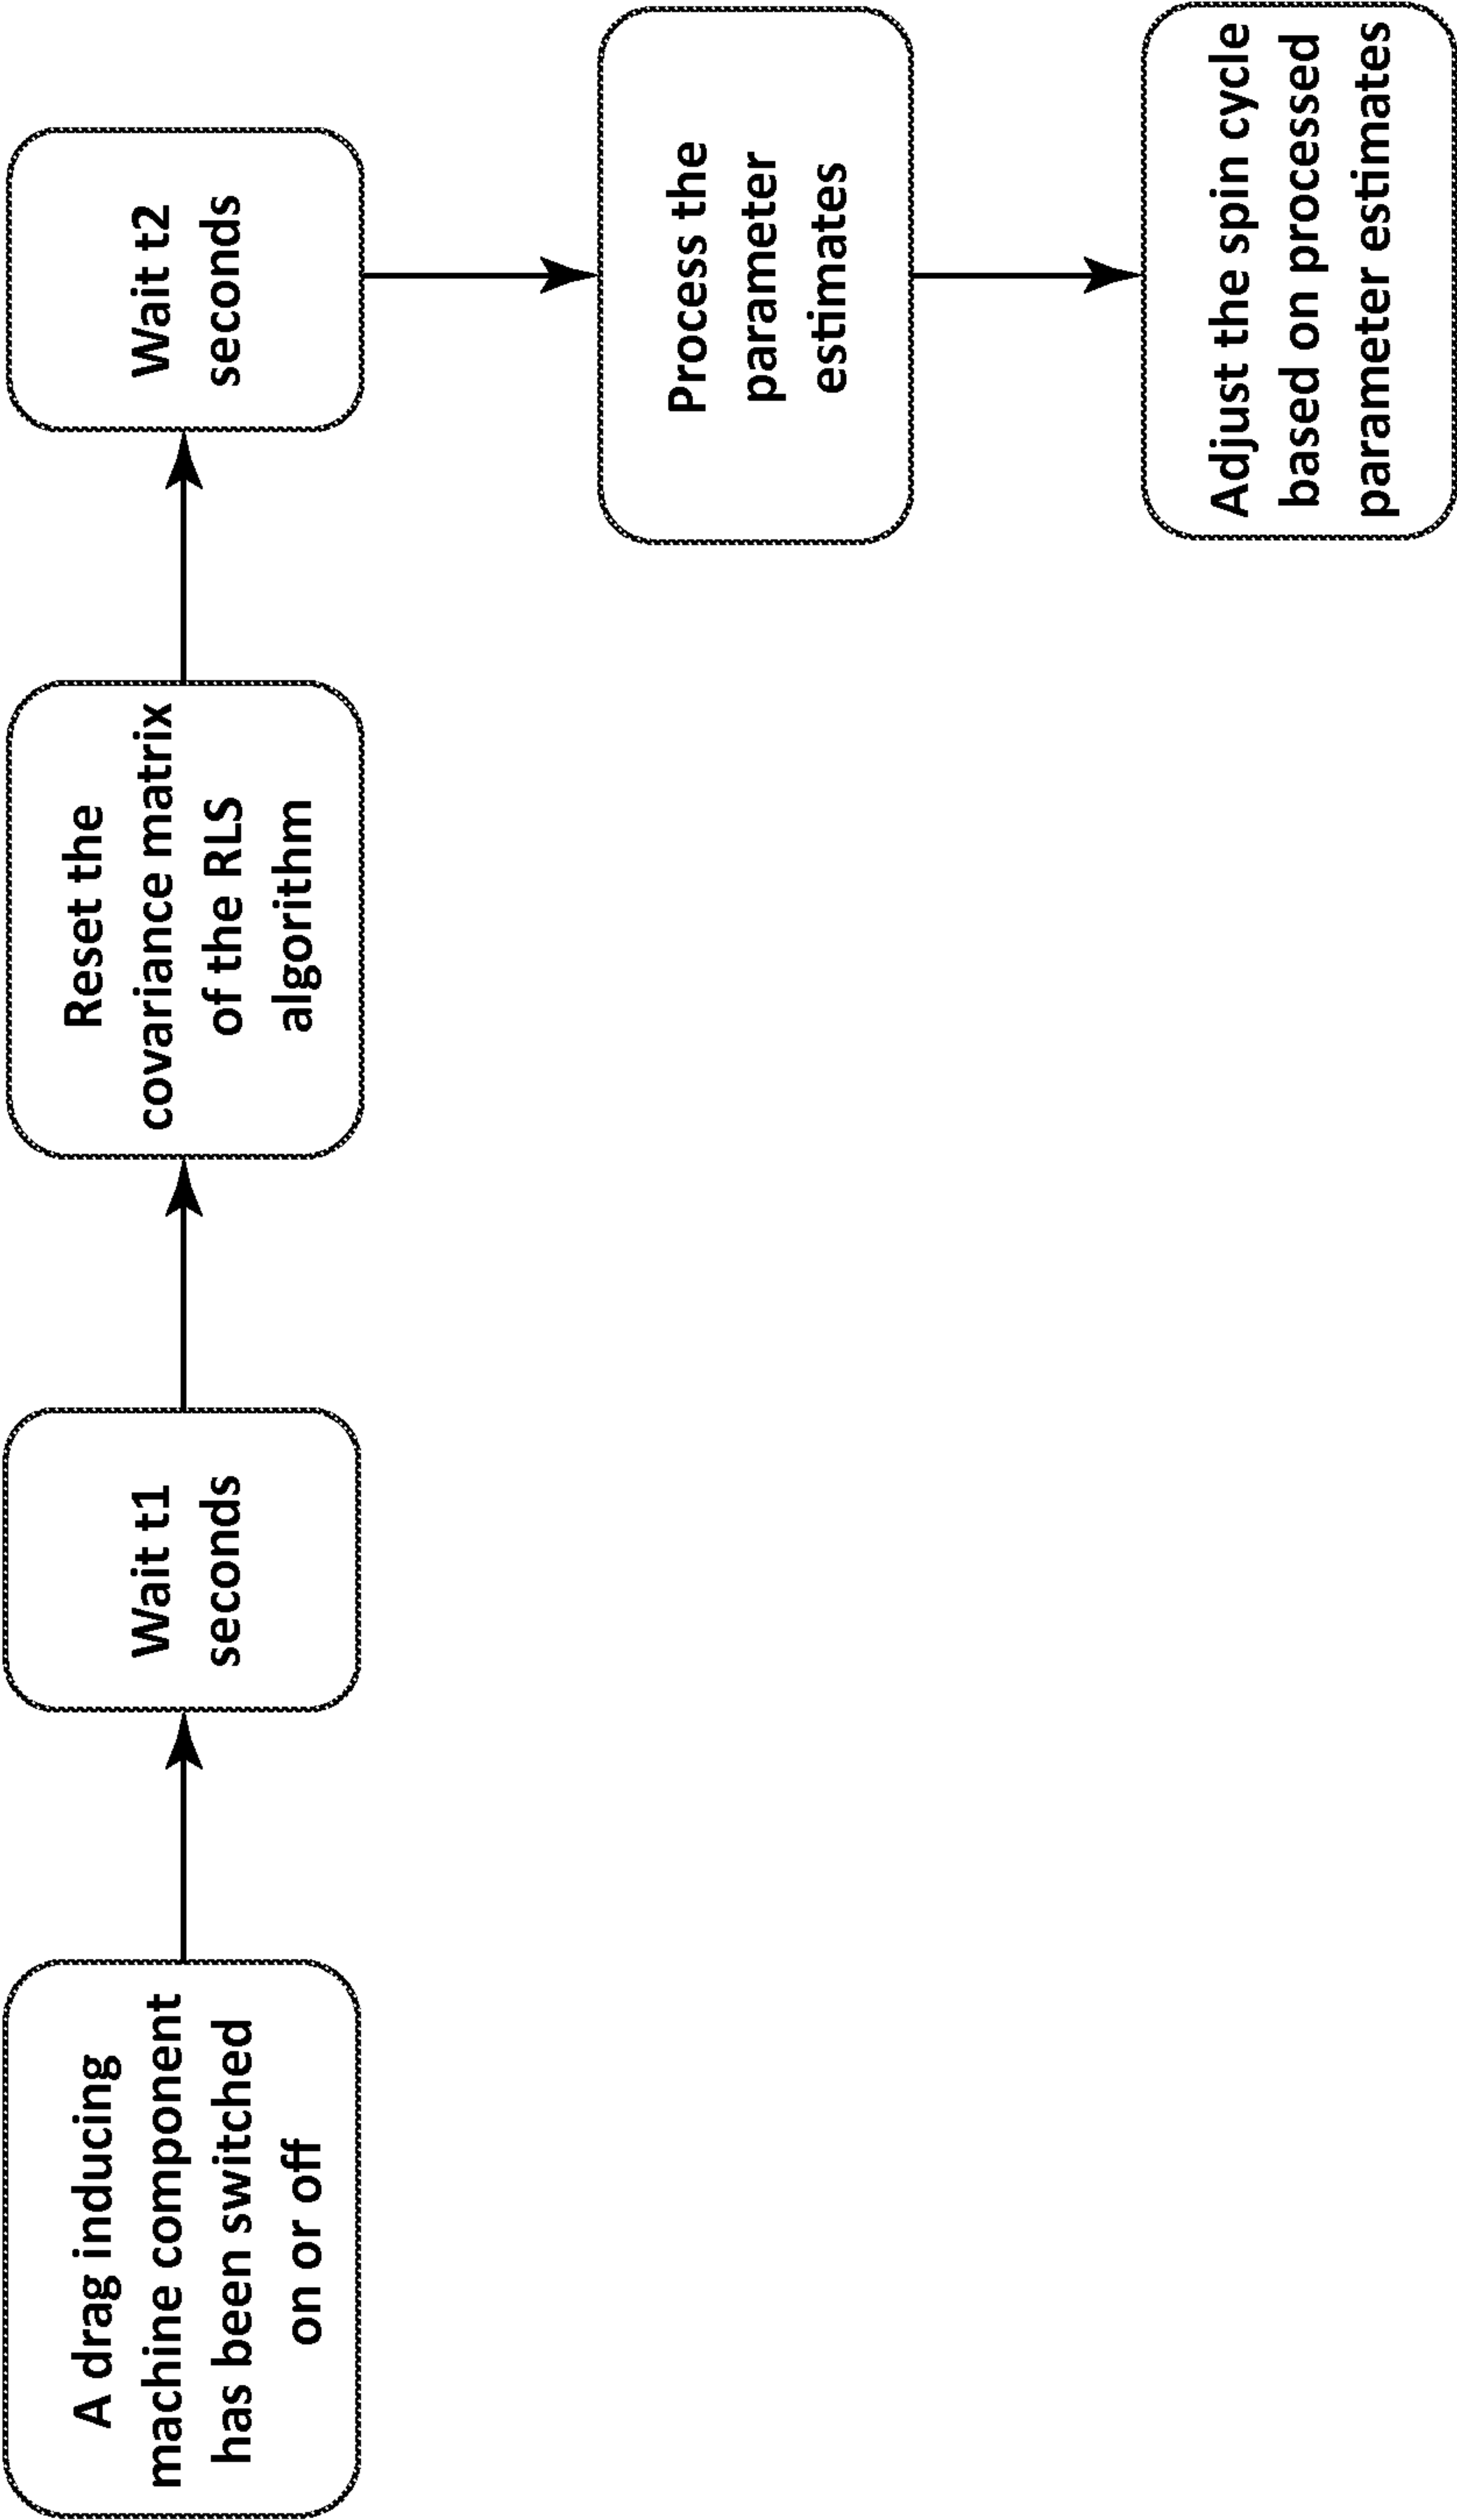 A drag inducing
machine component
has been switched
on or off
Wait t1
seconds
Reset the
covariance matrix
of the RLS
algorithm
Wait t2
seconds
Process the
parameter
estimates
Adjust the spin cycle
based on processed
parameter estimates